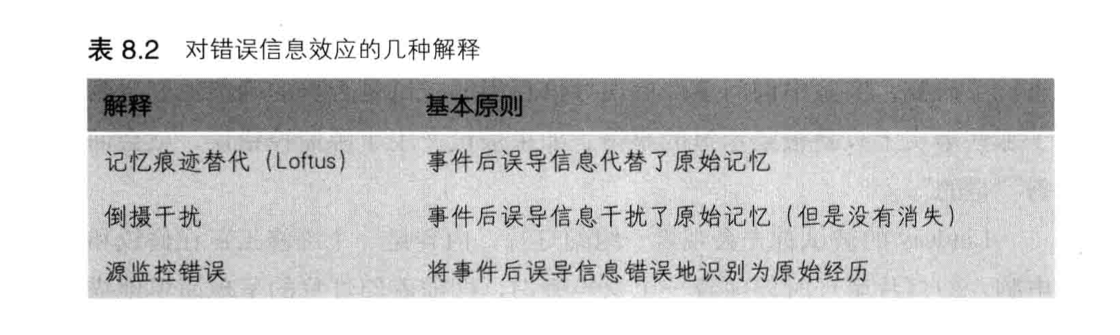 表 8.2 对错误信息效应的几种解释
解释 基本原则
记忆痕迹替代（Loftus） 事件后误导信息代替了原始记忆
倒摄干扰 事件后误导信息干扰了原始记忆（但是没有消失）
源监控错误 将事件后误导信息错误地识别为原始经历